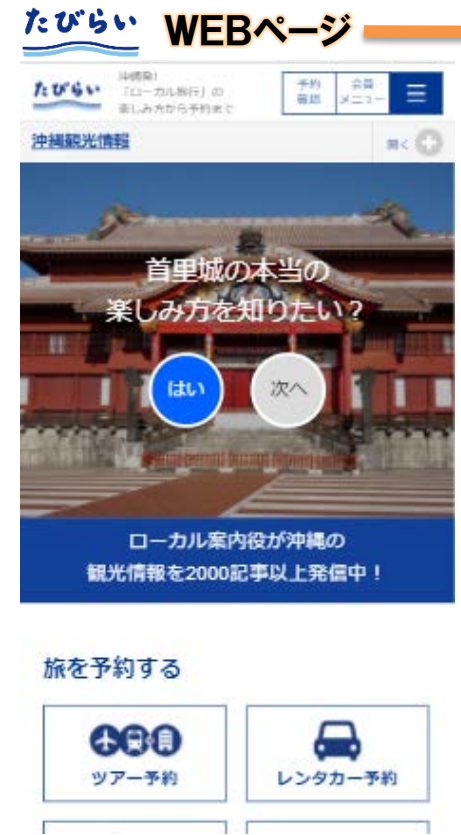 たびらい WEBページ
たびらい
沖縄発!
「ローカル旅行」の
楽しみ方から予約まで
予約
確認
会員
メニュー
沖縄観光情報
開く
首里城の本当の
楽しみ方を知りたい?
はい
次へ
ローカル案内役が沖縄の
観光情報を2000記事以上発信中!
旅を予約する
ツアー予約
レンタカー予約